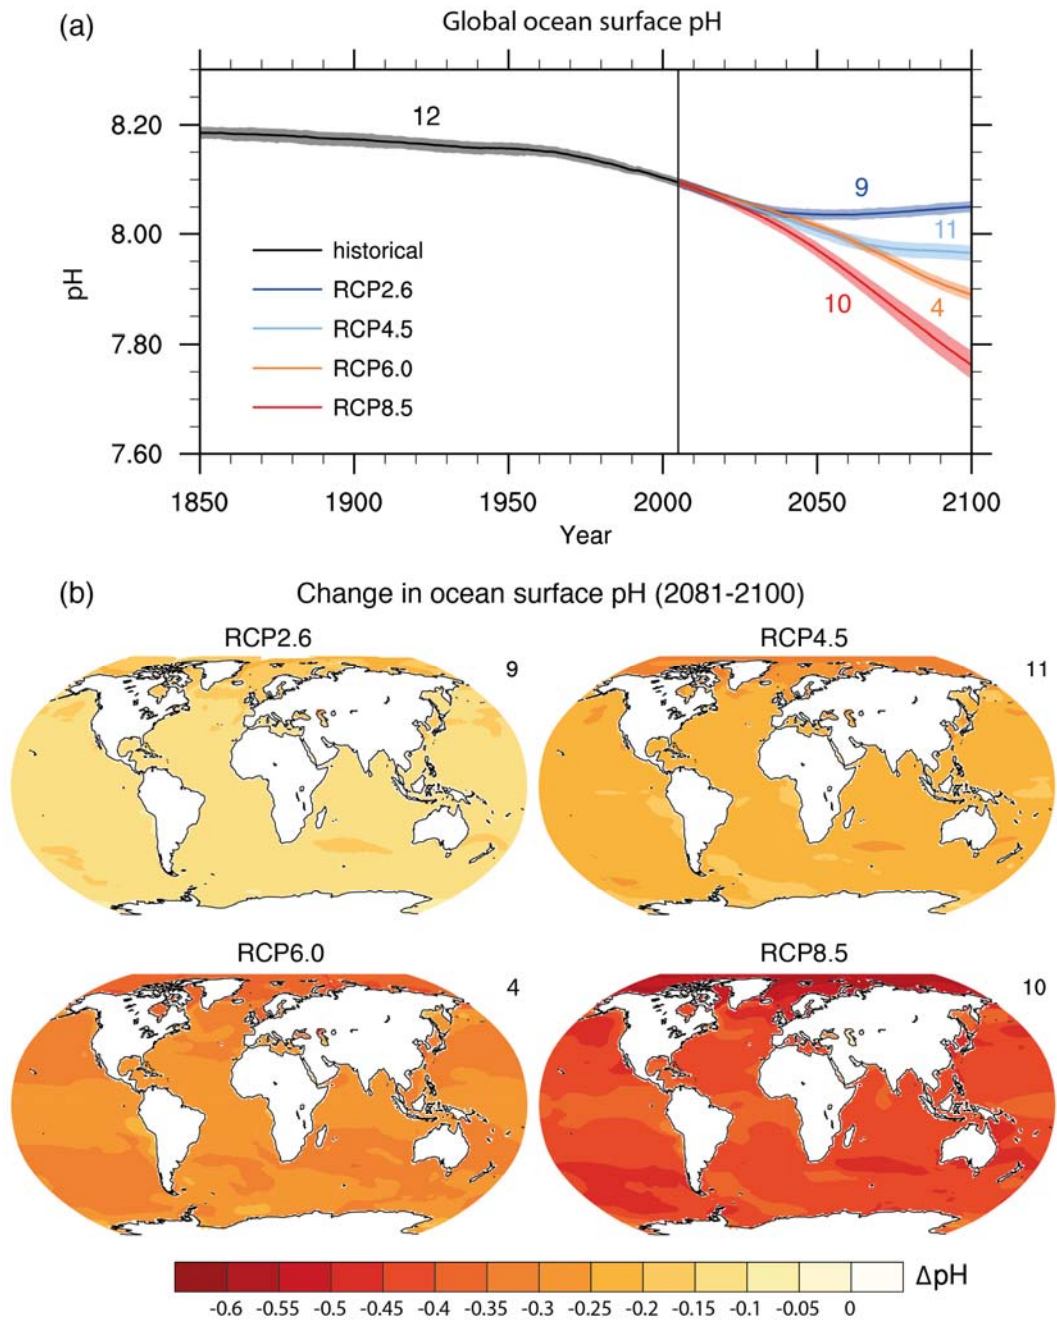 (a)
Global ocean surface pH
8.20
8.00
7.80
7.60
pH
12
9
11
4
10
historical
RCP2.6
RCP4.5
RCP6.0
RCP8.5
1850 1900 1950 2000 2050 2100
Year
(b)
Change in ocean surface pH (2081-2100)
RCP2.6
9
RCP4.5
11
RCP6.0
4
RCP8.5
10
-0.6 -0.55 -0.5 -0.45 -0.4 -0.35 -0.3 -0.25 -0.2 -0.15 -0.1 -0.05 0
ΔpH